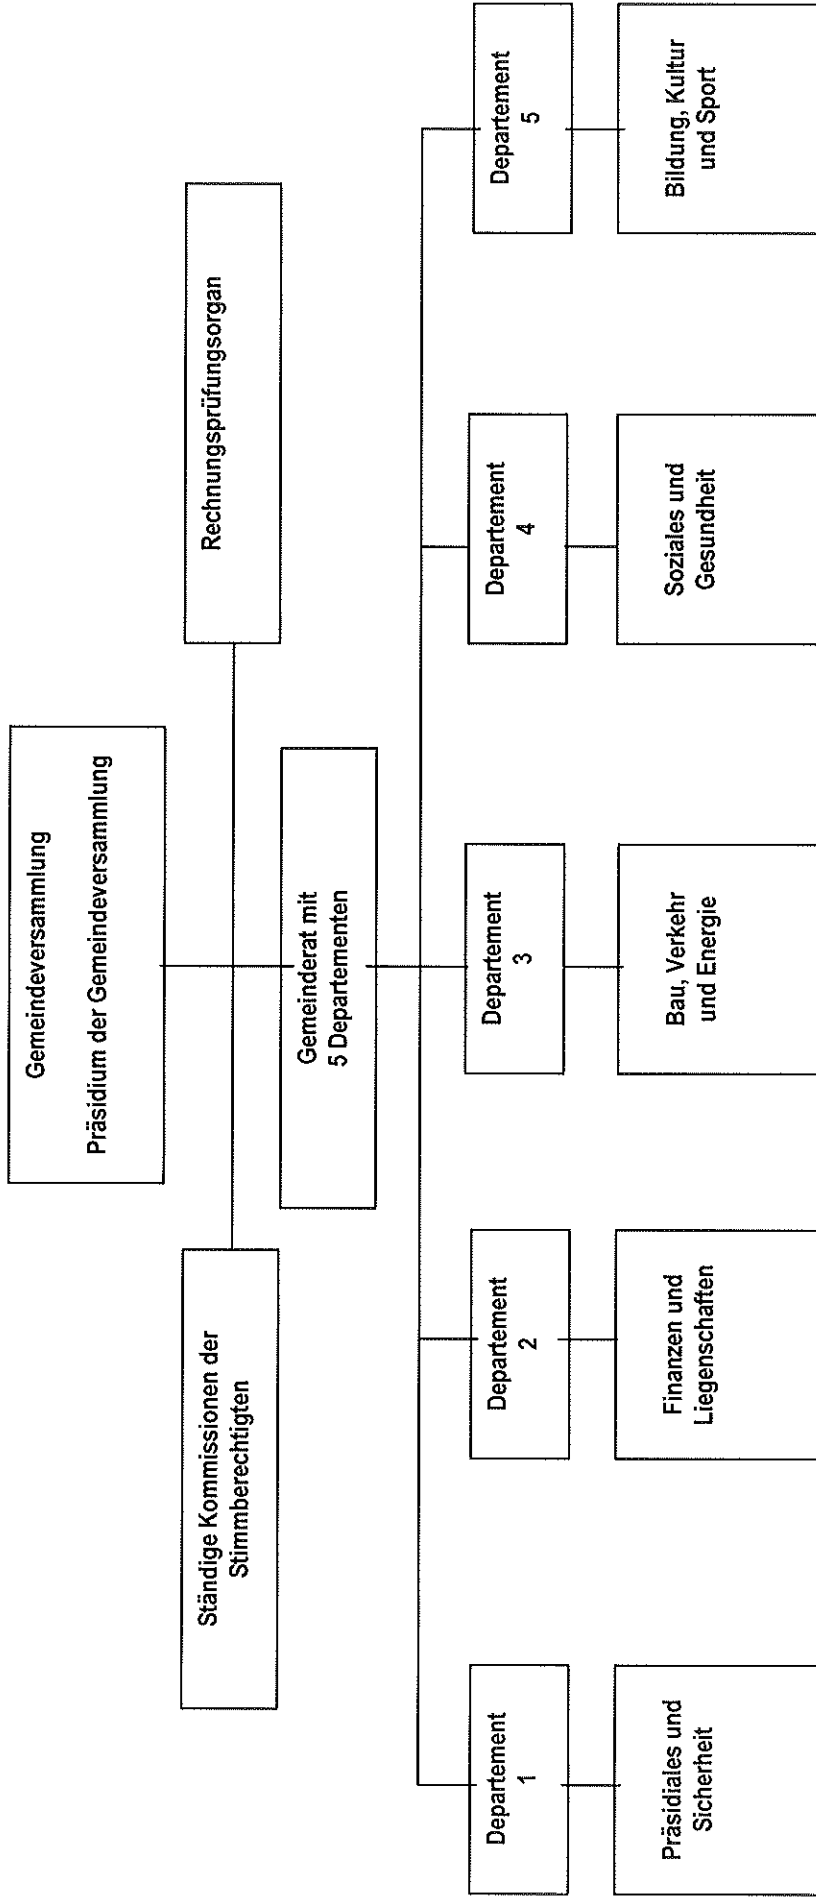 Gemeindeversammlung
Präsidium der Gemeindeversammlung
Ständige Kommissionen der
Stimmberechtigten
Rechnungsprüfungsorgan
Gemeinderat mit
5 Departementen
Departement
1
Departement
2
Departement
3
Departement
4
Departement
5
Präsidiales und
Sicherheit
Finanzen und
Liegenschaften
Bau, Verkehr
und Energie
Soziales und
Gesundheit
Bildung, Kultur
und Sport